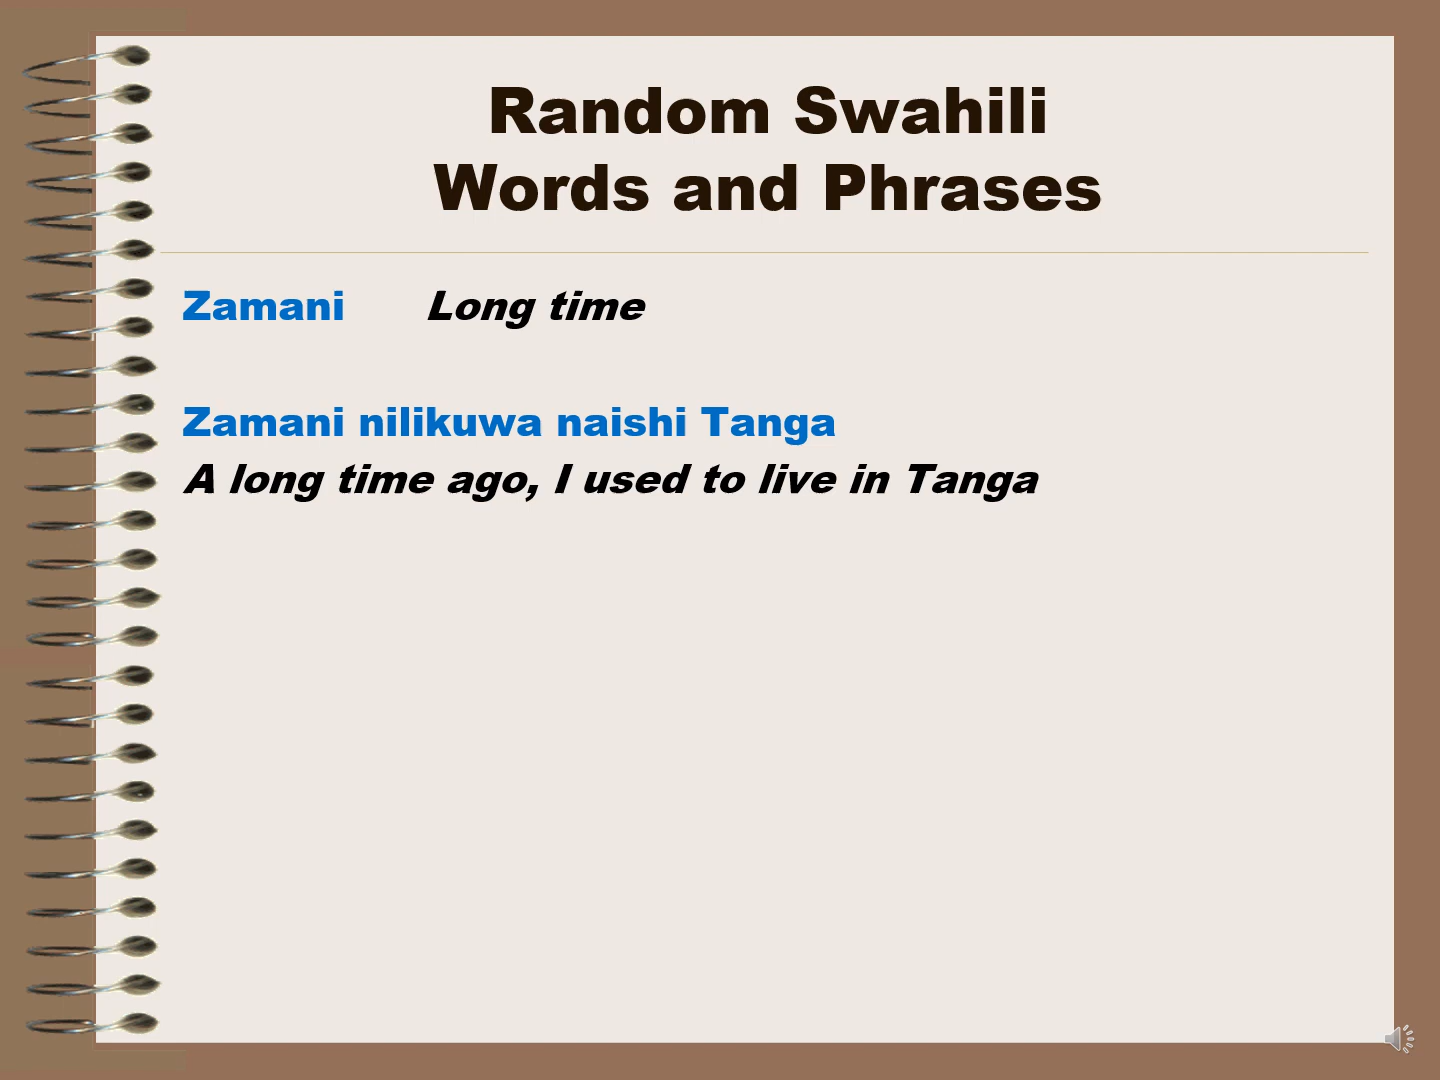 Random Swahili
Words and Phrases
Zamani Long time
Zamani nilikuwa naishi Tanga
A long time ago, I used to live in Tanga